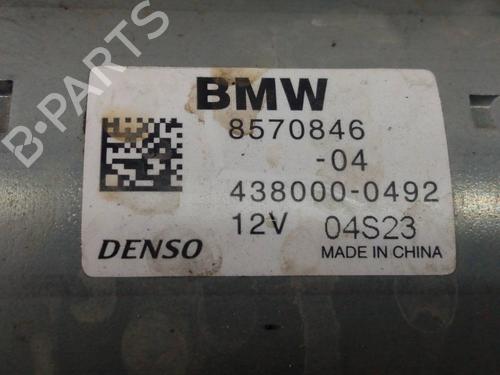 B-PARTS
BMW
8570846
-04
438000-0492
12V 04S23
DENSO MADE IN CHINA